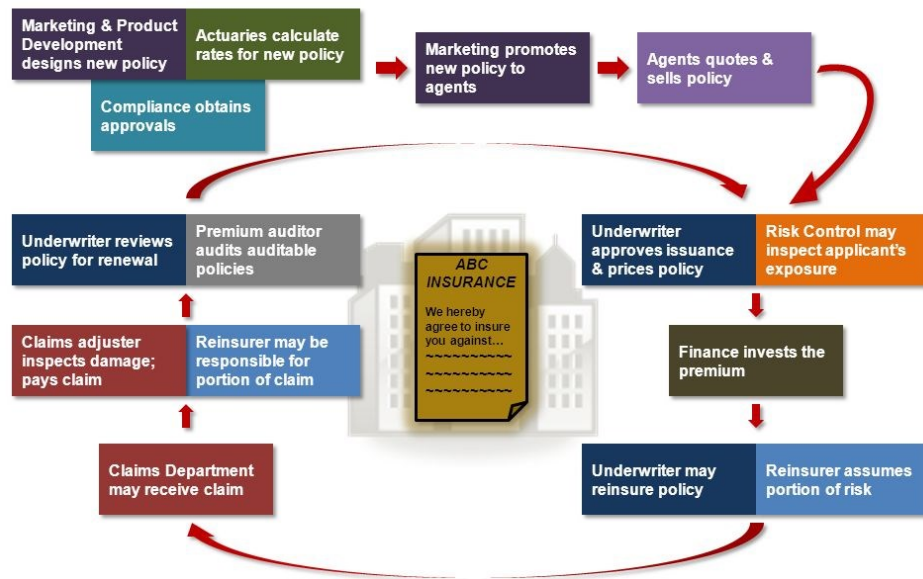 Marketing & Product
Development
designs new policy
Actuaries calculate
rates for new policy
Compliance obtains
approvals
Marketing promotes
new policy to
agents
Agents quotes &
sells policy
Underwriter reviews
policy for renewal
Premium auditor
audits auditable
policies
Underwriter
approves issuance
& prices policy
Risk Control may
inspect applicant's
exposure
ABC
INSURANCE
We hereby
agree to insure
you against...
~~~~~~~~~~
~~~~~~~~~~
~~~~~~~~~~
Claims adjuster
inspects damage;
pays claim
Reinsurer may be
responsible for
portion of claim
Finance invests the
premium
Claims Department
may receive claim
Underwriter may
reinsure policy
Reinsurer assumes
portion of risk